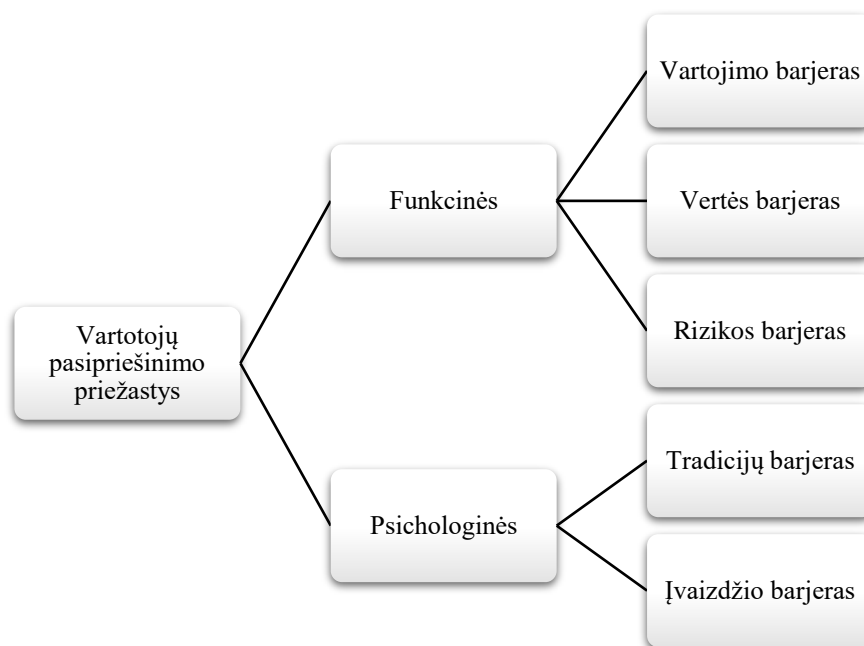 Vartotojų
pasipriešinimo
priežastys
Funkcinės
Vartojimo barjeras
Vertės barjeras
Rizikos barjeras
Psichologinės
Tradicijų barjeras
Įvaizdžio barjeras